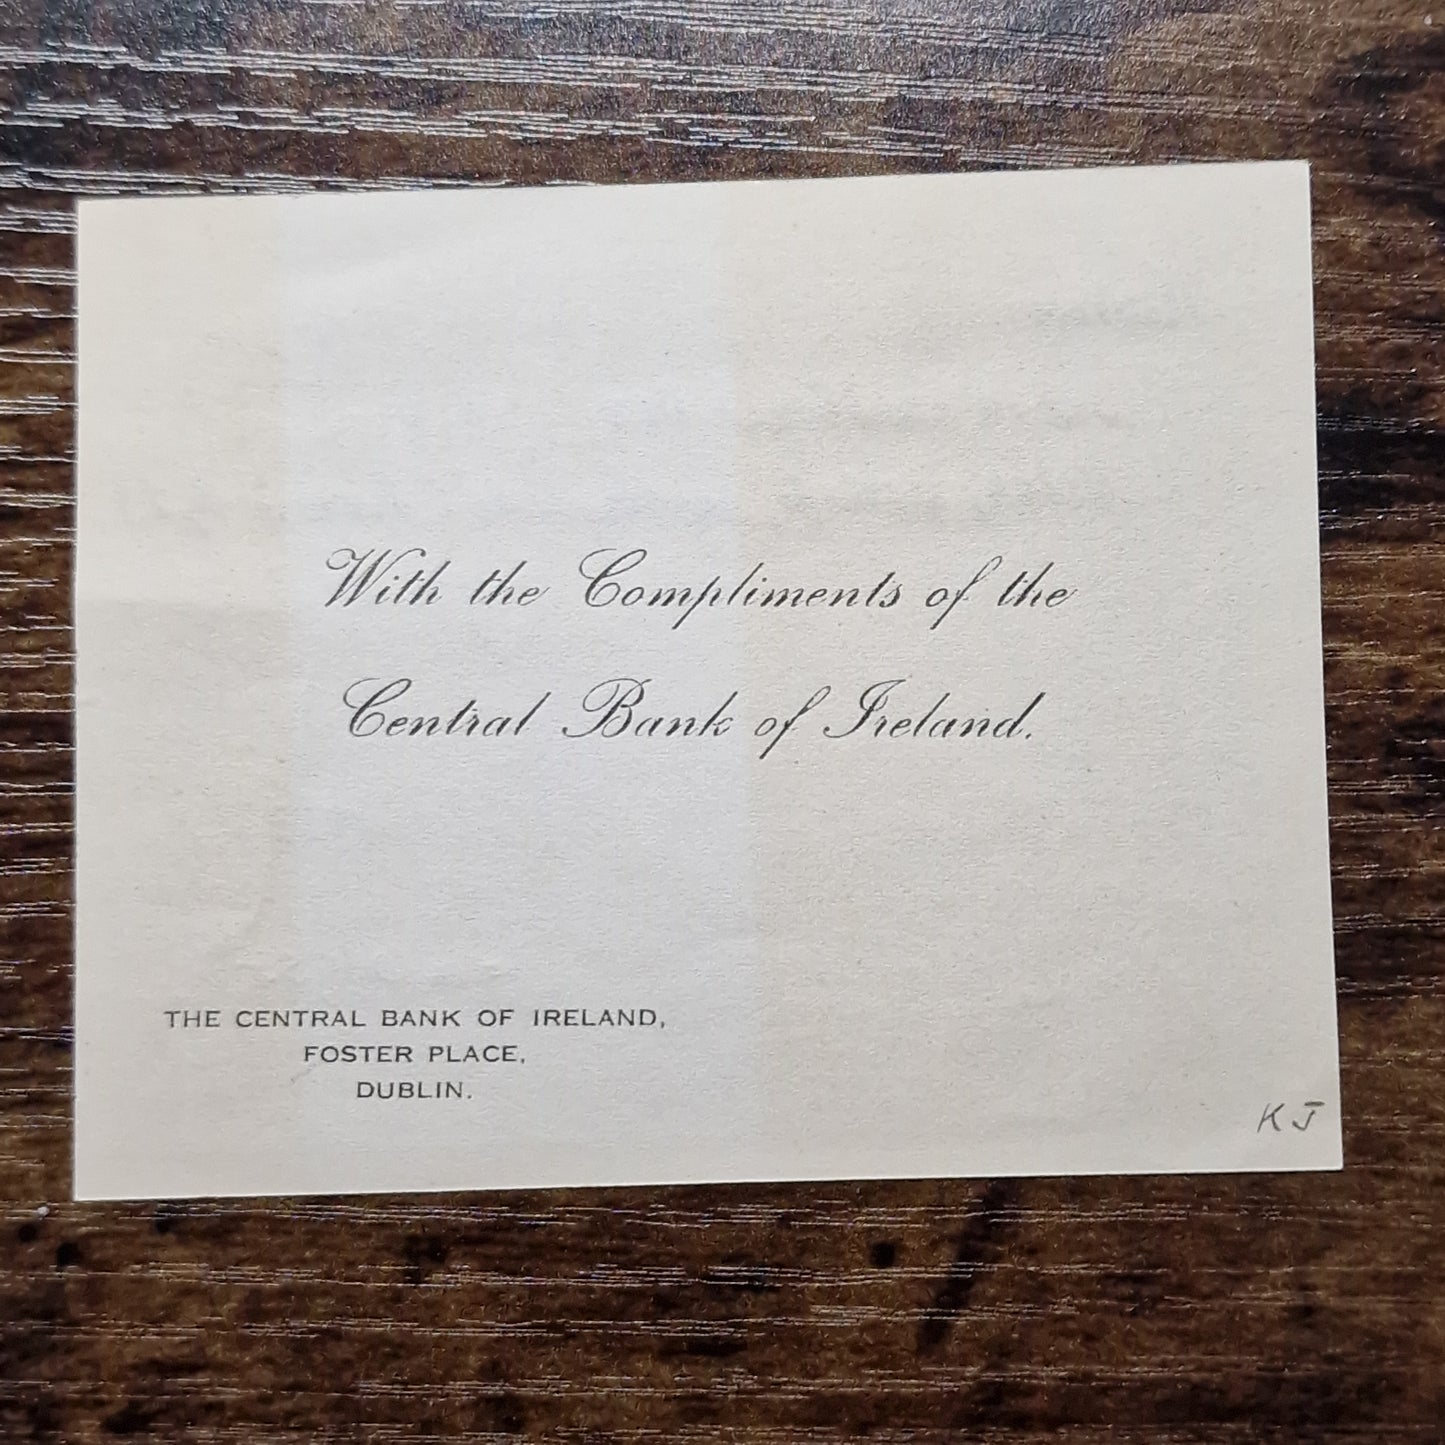 With the Compliments of the
Central Bank of Ireland.
THE CENTRAL BANK OF IRELAND,
FOSTER PLACE,
DUBLIN.
KJ